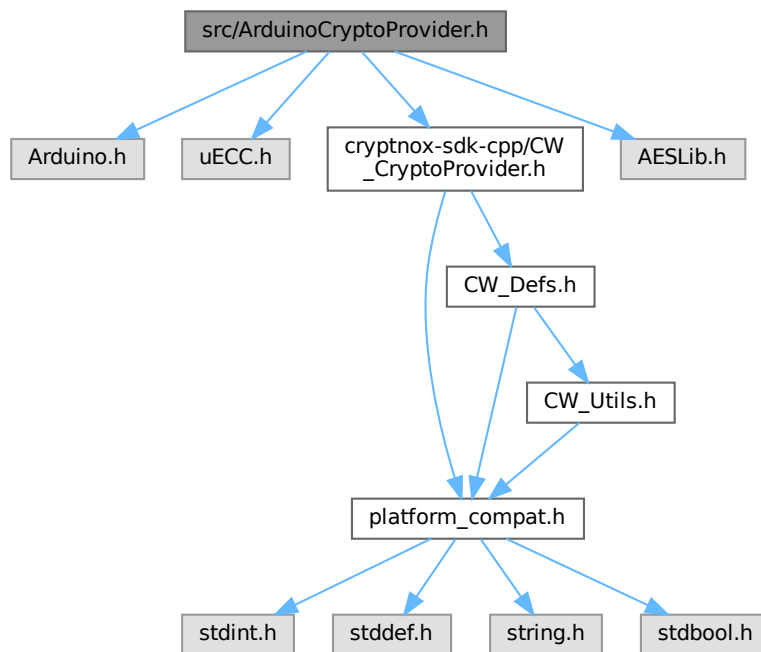 src/ArduinoCryptoProvider.h
Arduino.h
uECC.h
cryptnox-sdk-cpp/CW
_CryptoProvider.h
AESLib.h
CW_Defs.h
CW_Utils.h
platform_compat.h
stdint.h
stddef.h
string.h
stdbool.h